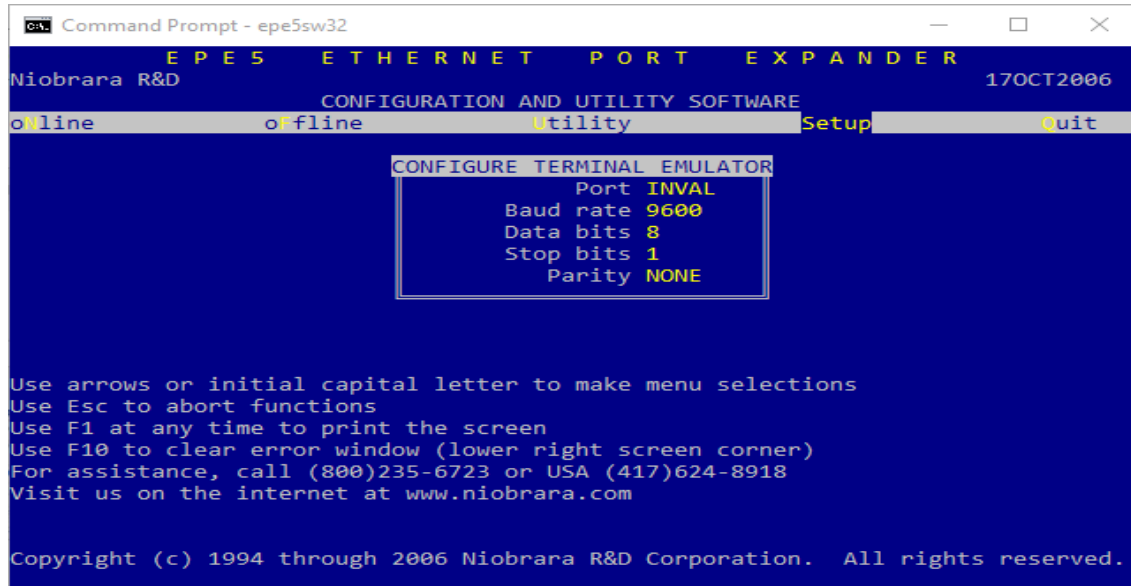 Command Prompt - epe5sw32
E P E 5 E T H E R N E T P O R T E X P A N D E R
Niobrara R&D 17OCT2006
CONFIGURATION AND UTILITY SOFTWARE
oNline oFfline Utility Setup Quit
CONFIGURE TERMINAL EMULATOR
Port INVAL
Baud rate 9600
Data bits 8
Stop bits 1
Parity NONE
Use arrows or initial capital letter to make menu selections
Use Esc to abort functions
Use F1 at any time to print the screen
Use F10 to clear error window (lower right screen corner)
For assistance, call (800)235-6723 or USA (417)624-8918
Visit us on the internet at www.niobrara.com
Copyright (c) 1994 through 2006 Niobrara R&D Corporation. All rights reserved.